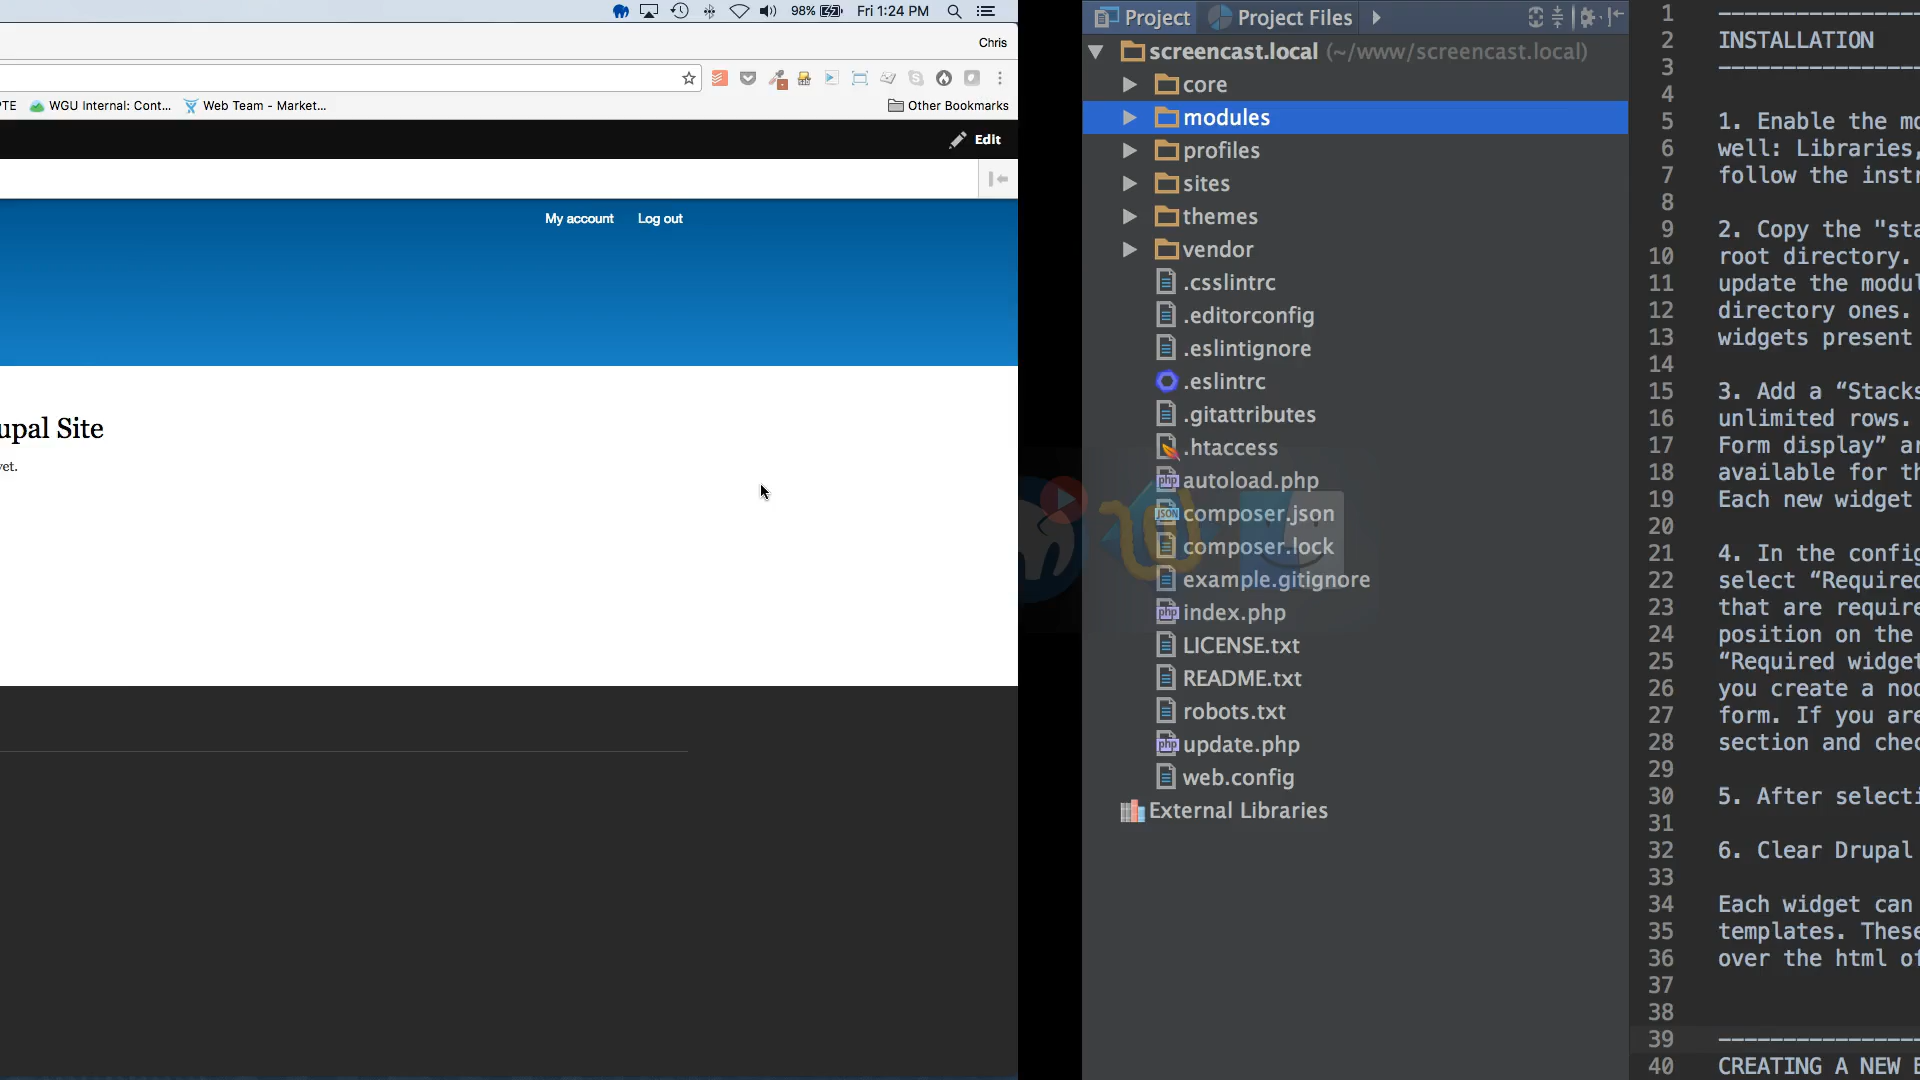 98%
Fri 1:24 PM
Chris
PTE
WGU Internal: Cont...
Web Team - Market...
Other Bookmarks
Edit
My account
Log out
upal Site
yet.
Project
Project Files
screencast.local (~/www/screencast.local)
core
modules
profiles
sites
themes
vendor
.csslintrc
.editorconfig
.eslintignore
.eslintrc
.gitattributes
.htaccess
autoload.php
composer.json
composer.lock
example.gitignore
index.php
LICENSE.txt
README.txt
robots.txt
update.php
web.config
External Libraries
1 ----------------
2 INSTALLATION
3 ----------------
4
5 1. Enable the mo
6 well: Libraries,
7 follow the instr
8
9 2. Copy the "sta
10 root directory.
11 update the modul
12 directory ones.
13 widgets present
14
15 3. Add a “Stacks
16 unlimited rows.
17 Form display” ar
18 available for th
19 Each new widget
20
21 4. In the config
22 select “Required
23 that are require
24 position on the
25 “Required widget
26 you create a nod
27 form. If you are
28 section and chec
29
30 5. After selecti
31
32 6. Clear Drupal
33
34 Each widget can
35 templates. These
36 over the html of
37
38
39 ----------------
40 CREATING A NEW